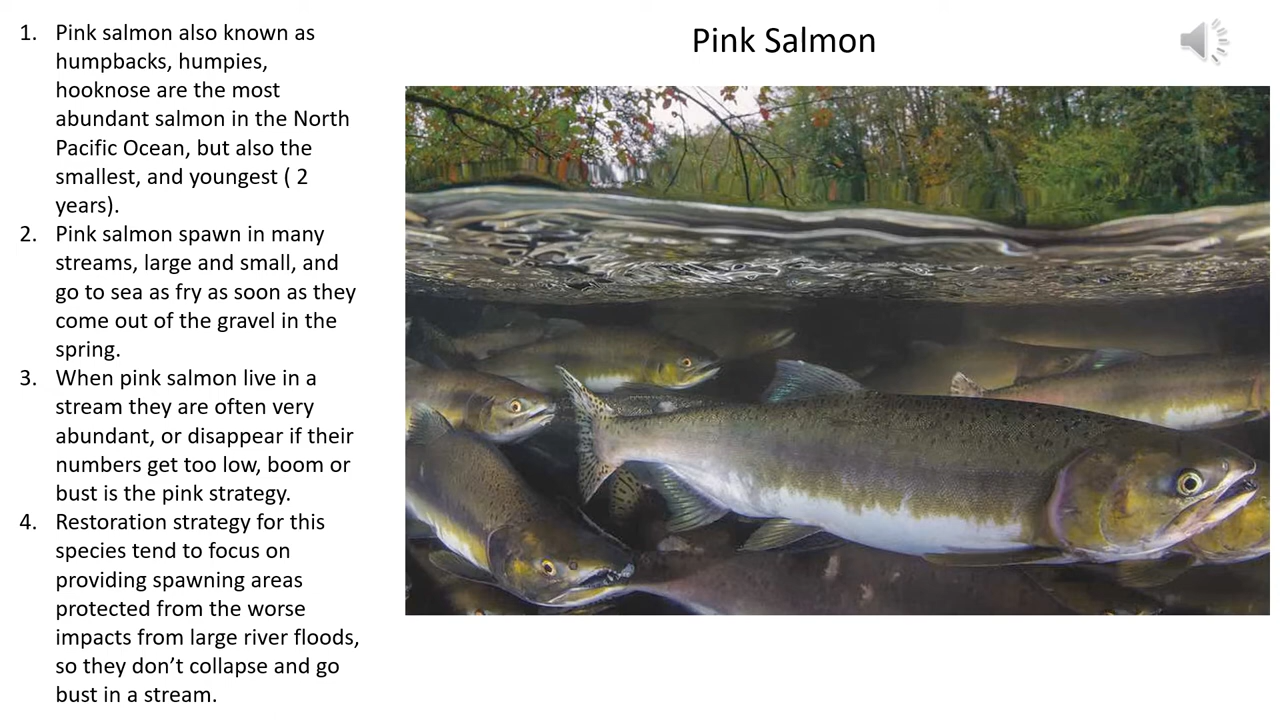 Pink Salmon
1. Pink salmon also known as
humpbacks, humpies,
hooknose are the most
abundant salmon in the North
Pacific Ocean, but also the
smallest, and youngest ( 2
years).
2. Pink salmon spawn in many
streams, large and small, and
go to sea as fry as soon as they
come out of the gravel in the
spring.
3. When pink salmon live in a
stream they are often very
abundant, or disappear if their
numbers get too low, boom or
bust is the pink strategy.
4. Restoration strategy for this
species tend to focus on
providing spawning areas
protected from the worse
impacts from large river floods,
so they don’t collapse and go
bust in a stream.